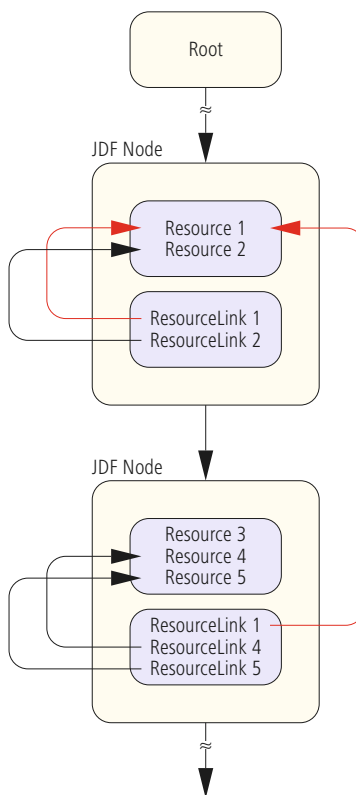 Root
JDF Node
Resource 1
Resource 2
ResourceLink 1
ResourceLink 2
JDF Node
Resource 3
Resource 4
Resource 5
ResourceLink 1
ResourceLink 4
ResourceLink 5